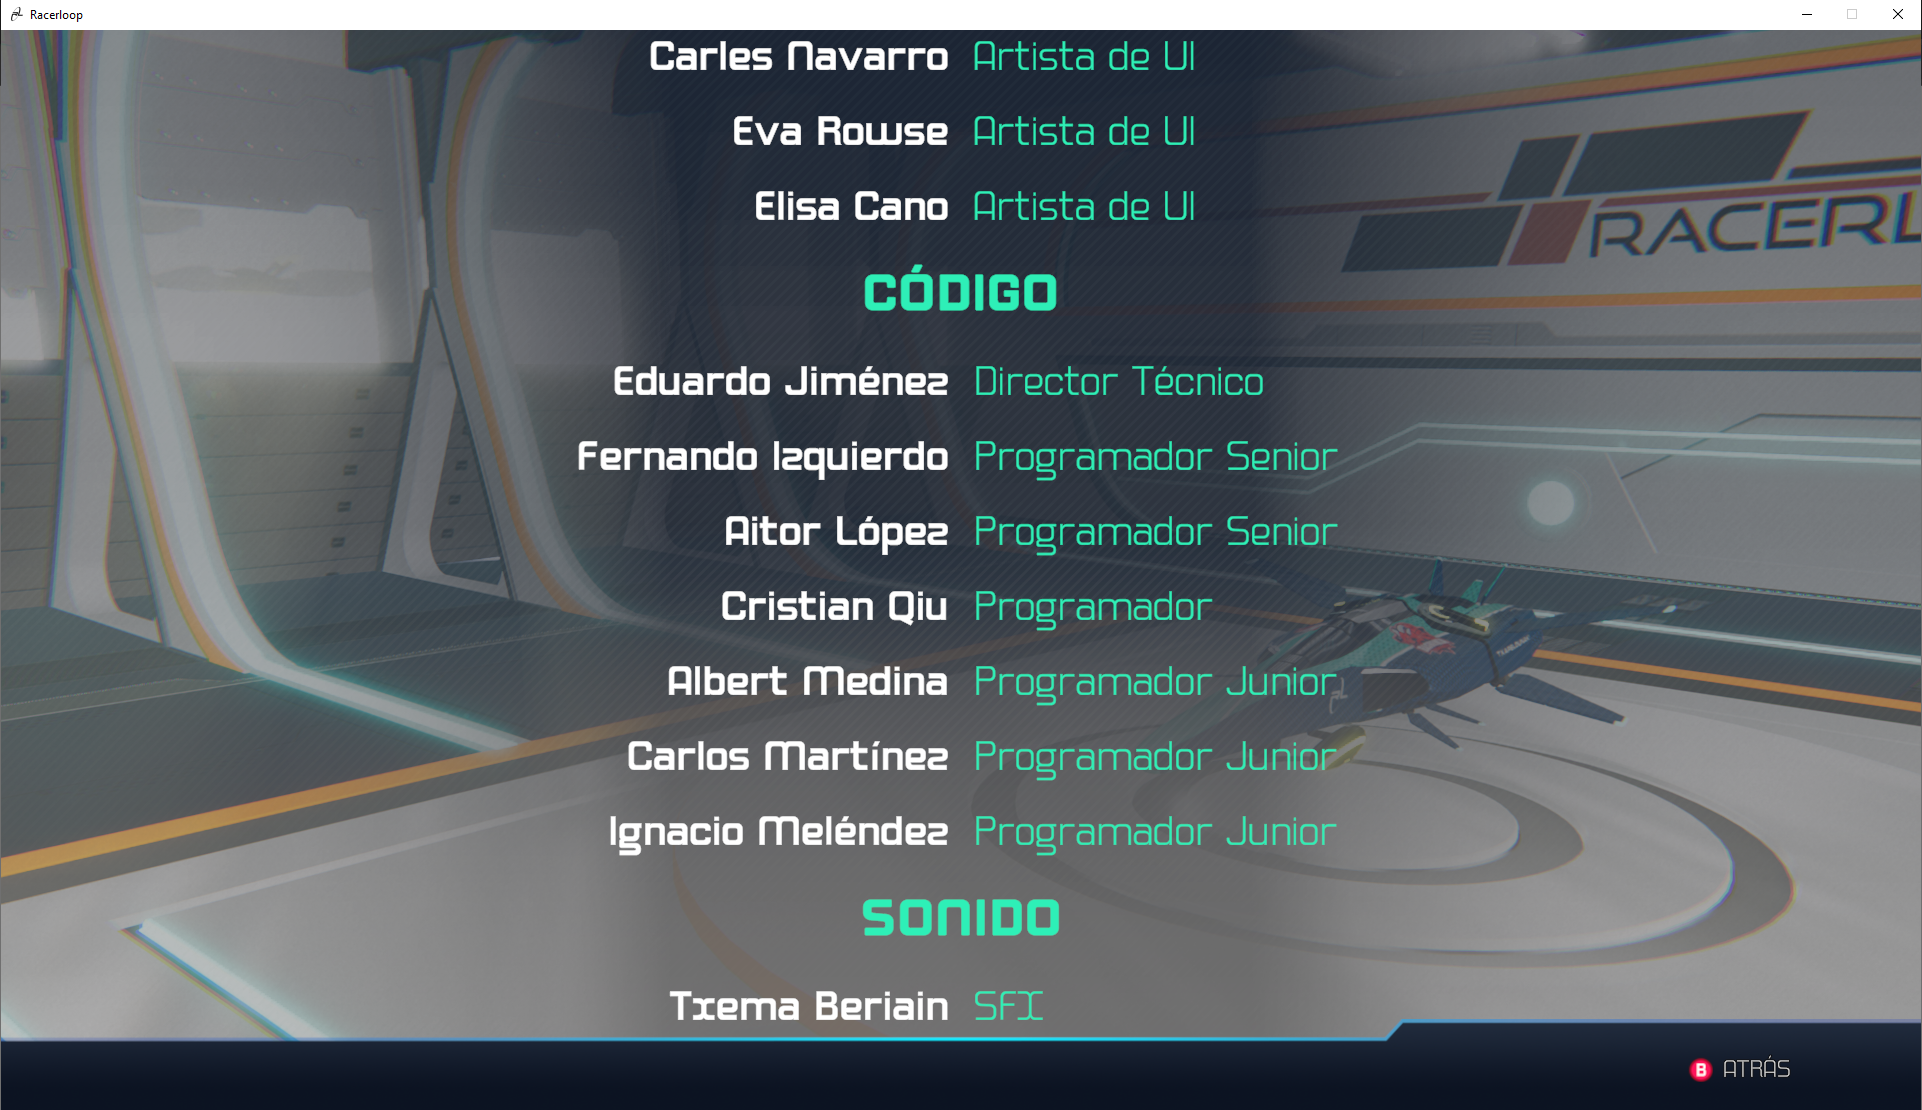 Racerloop
Carles Navarro Artista de UI
Eva Rowse Artista de UI
Elisa Cano Artista de UI
RACERL
CÓDIGO
Eduardo Jiménez Director Técnico
Fernando Izquierdo Programador Senior
Aitor López Programador Senior
Cristian Qiu Programador
Albert Medina Programador Junior
Carlos Martínez Programador Junior
Ignacio Meléndez Programador Junior
SONIDO
Txema Beriain SFX
B ATRÁS